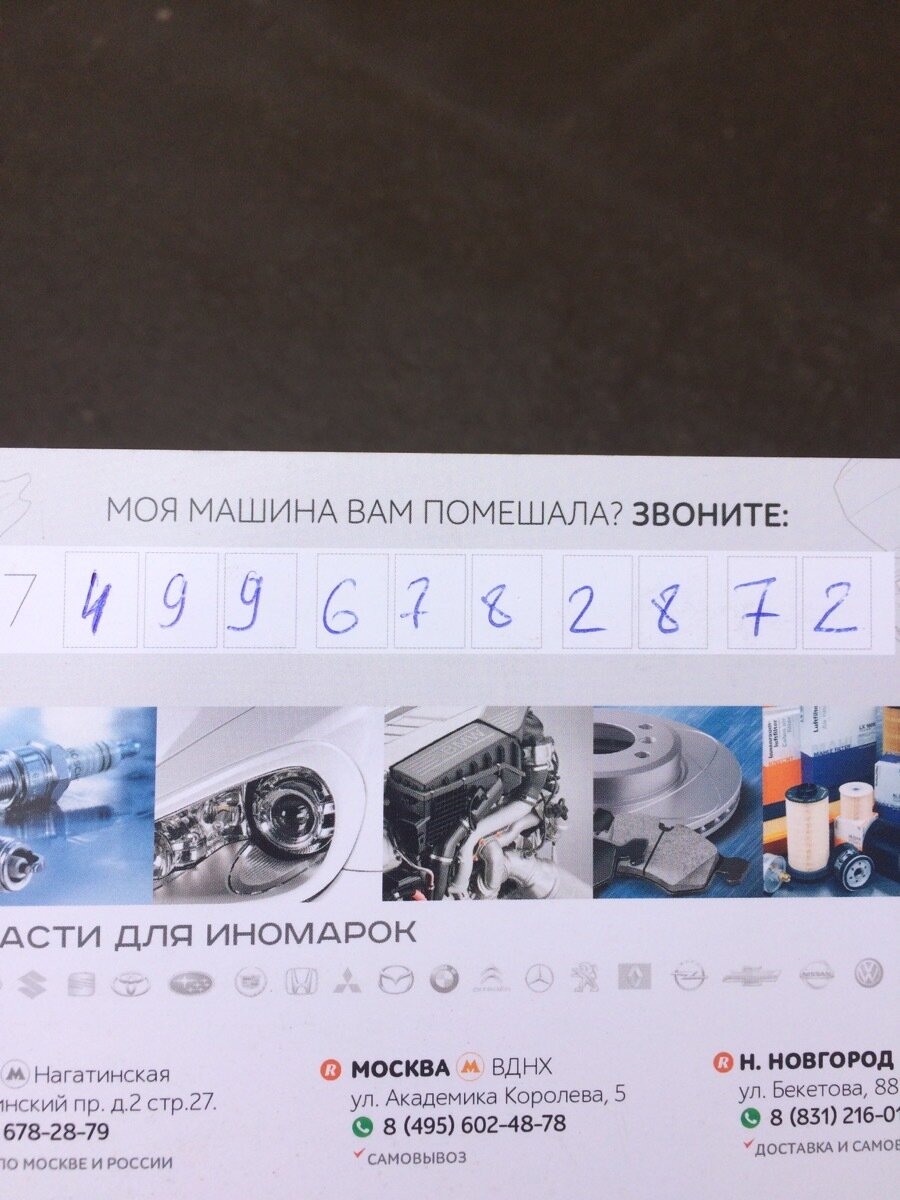 МОЯ МАШИНА ВАМ ПОМЕШАЛА? ЗВОНИТЕ:
7 4 9 9 6 7 8 2 8 7 2
АСТИ ДЛЯ ИНОМАРОК
М Нагатинская
инский пр. д.2 стр.27.
678-28-79
ПО МОСКВЕ И РОССИИ
R МОСКВА М ВДНХ
ул. Академика Королева, 5
8 (495) 602-48-78
САМОВЫВОЗ
R Н. НОВГОРОД
ул. Бекетова, 88
8 (831) 216-01
ДОСТАВКА И САМОВ